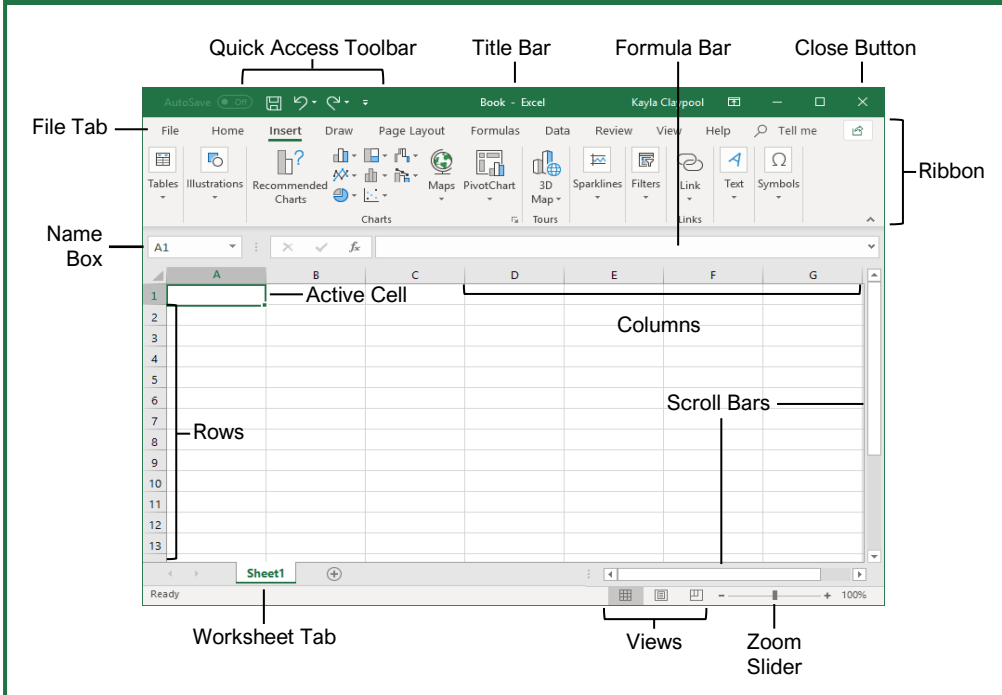 Quick Access Toolbar Title Bar Formula Bar Close Button
AutoSave Off Book - Excel Kayla Claypool
File Tab File Home Insert Draw Page Layout Formulas Data Review View Help Tell me
Ribbon
Tables Illustrations Recommended Charts Maps PivotChart 3D Map Sparklines Filters Link Text Symbols
Charts Tours Links
Name Box
A1 fx
A B C D E F G
1 Active Cell
2 Columns
3
4
5
6 Scroll Bars
7
8 Rows
9
10
11
12
13
Sheet1
Ready 100%
Worksheet Tab Views Zoom Slider